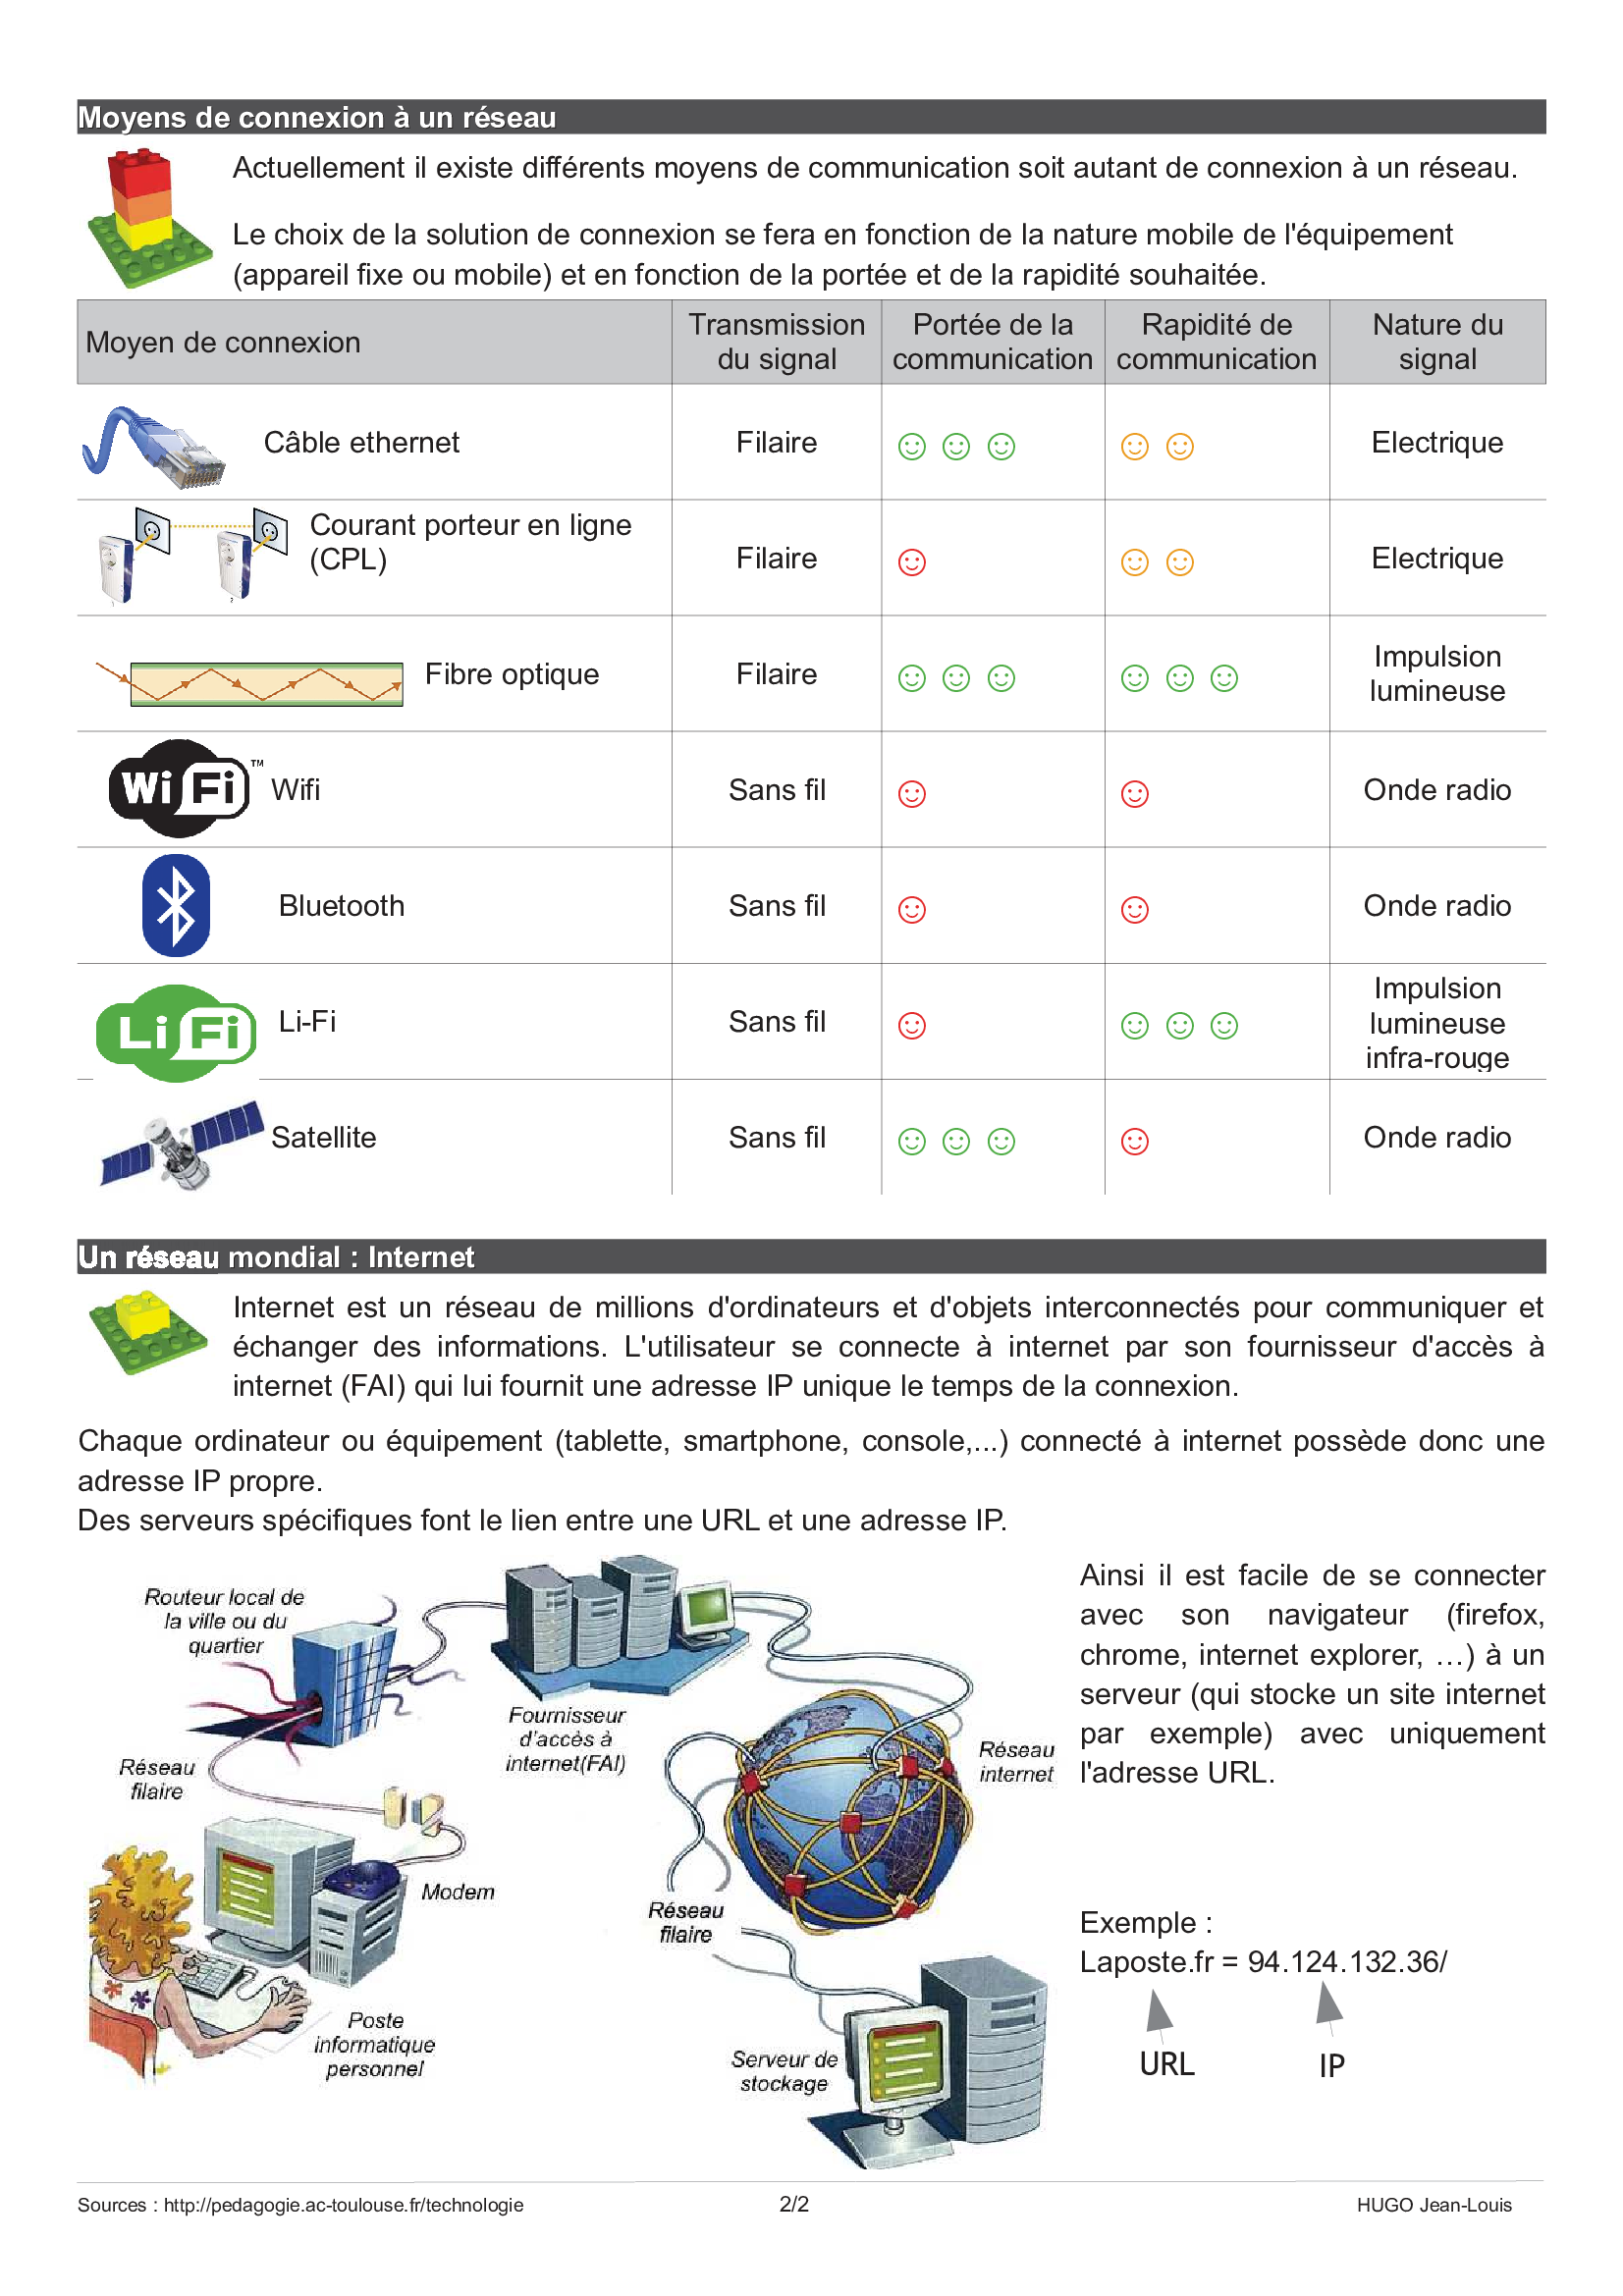 Moyens de connexion à un réseau
Actuellement il existe différents moyens de communication soit autant de connexion à un réseau.
Le choix de la solution de connexion se fera en fonction de la nature mobile de l'équipement
(appareil fixe ou mobile) et en fonction de la portée et de la rapidité souhaitée.
Moyen de connexion
Transmission
du signal
Portée de la
communication
Rapidité de
communication
Nature du
signal
Câble ethernet
Filaire
Electrique
1
2
Courant porteur en ligne
(CPL)
Filaire
Electrique
Fibre optique
Filaire
Impulsion
lumineuse
WiFi™
Wifi
Sans fil
Onde radio
Bluetooth
Sans fil
Onde radio
LiFi
Li-Fi
Sans fil
Impulsion
lumineuse
infra-rouge
Satellite
Sans fil
Onde radio
Un réseau mondial : Internet
Internet est un réseau de millions d'ordinateurs et d'objets interconnectés pour communiquer et
échanger des informations. L'utilisateur se connecte à internet par son fournisseur d'accès à
internet (FAI) qui lui fournit une adresse IP unique le temps de la connexion.
Chaque ordinateur ou équipement (tablette, smartphone, console,...) connecté à internet possède donc une
adresse IP propre.
Des serveurs spécifiques font le lien entre une URL et une adresse IP.
Routeur local de
la ville ou du
quartier
Fournisseur
d'accès à
internet(FAI)
Réseau
internet
Réseau
filaire
Modem
Réseau
filaire
Poste
informatique
personnel
Serveur de
stockage
Ainsi il est facile de se connecter
avec son navigateur (firefox,
chrome, internet explorer, …) à un
serveur (qui stocke un site internet
par exemple) avec uniquement
l'adresse URL.
Exemple :
Laposte.fr = 94.124.132.36/
URL
IP
Sources : http://pedagogie.ac-toulouse.fr/technologie
2/2
HUGO Jean-Louis